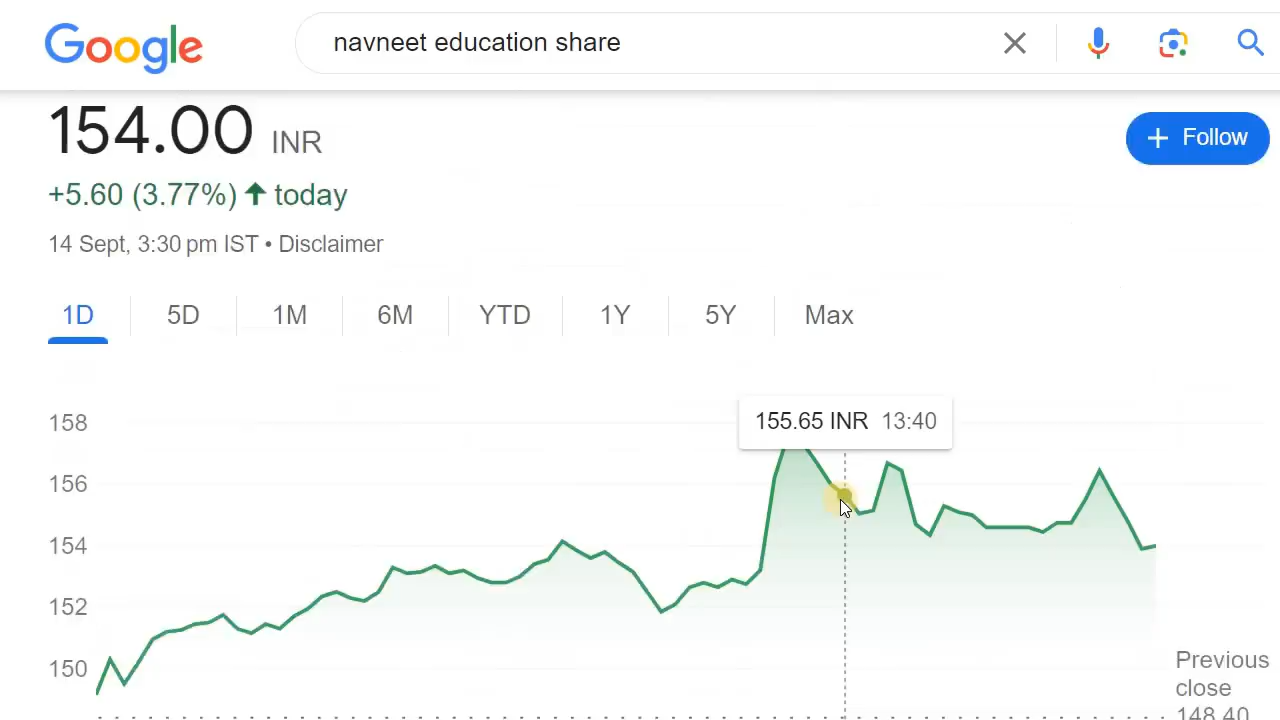 Google
navneet education share
154.00 INR
+ Follow
+5.60 (3.77%) ↑ today
14 Sept, 3:30 pm IST • Disclaimer
1D 5D 1M 6M YTD 1Y 5Y Max
155.65 INR 13:40
158
156
154
152
150
Previous
close
148.40